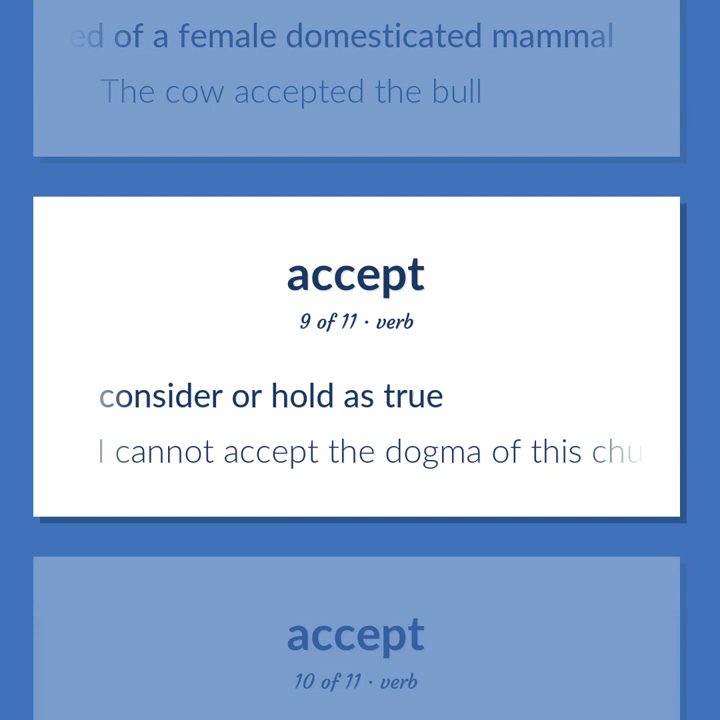 ed of a female domesticated mammal
The cow accepted the bull
accept
9 of 11 · verb
consider or hold as true
I cannot accept the dogma of this chu
accept
10 of 11 · verb